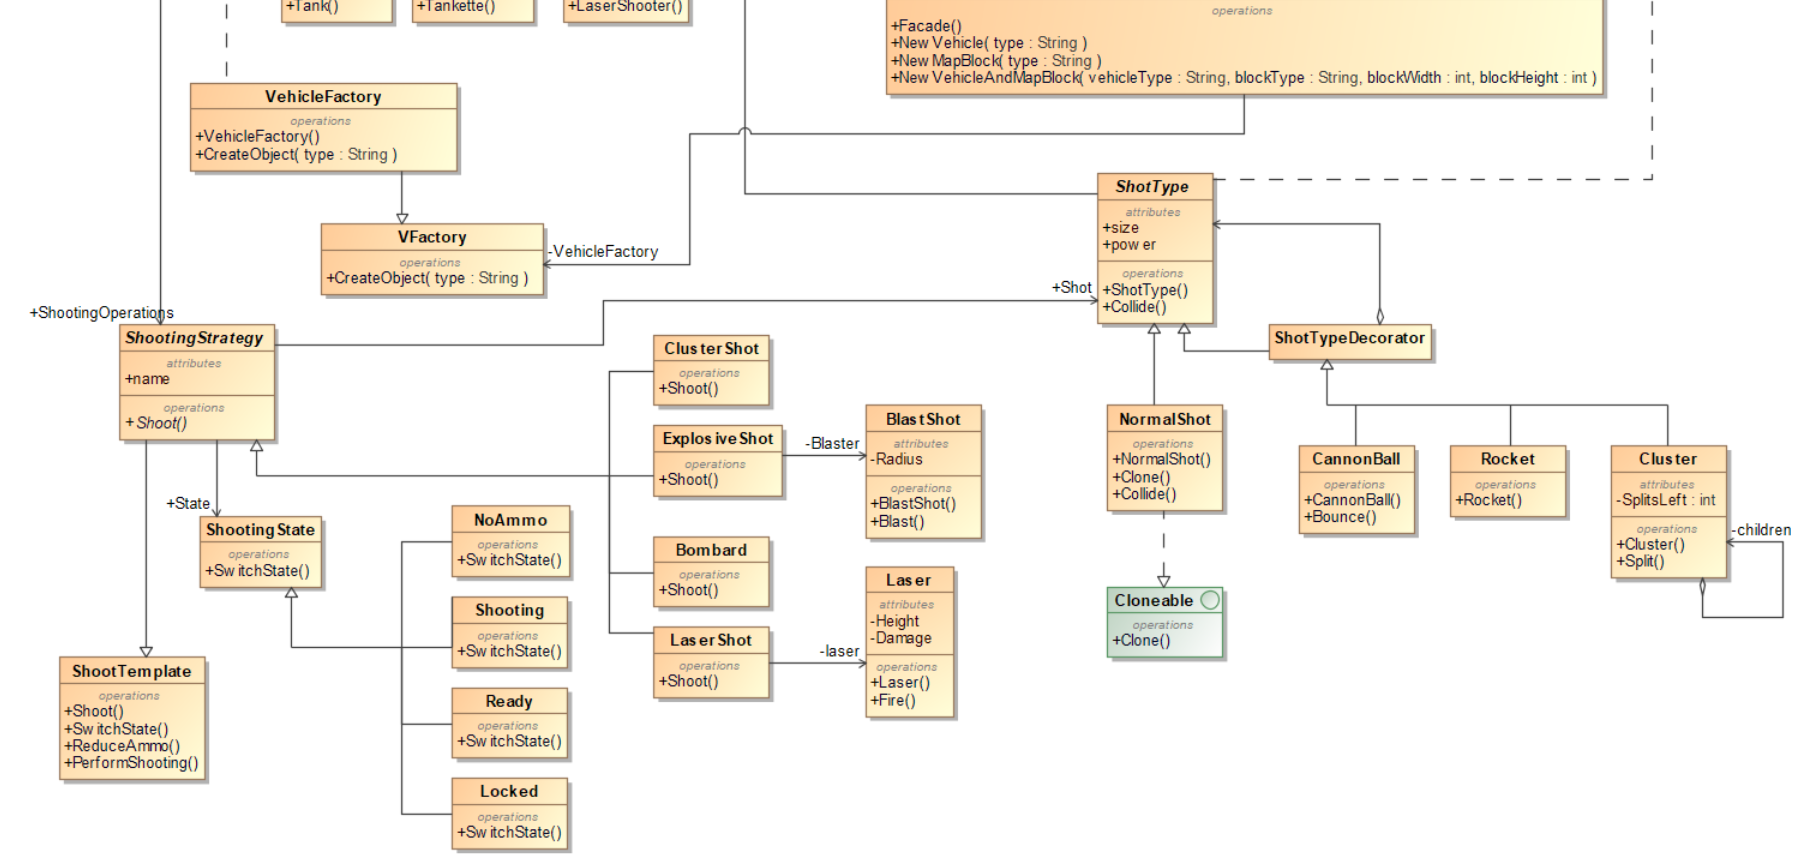 +Tank()
+Tankette()
+LaserShooter()
operations
+Facade()
+New Vehicle( type : String )
+New MapBlock( type : String )
+New VehicleAndMapBlock( vehicleType : String, blockType : String, blockWidth : int, blockHeight : int )
VehicleFactory
operations
+VehicleFactory()
+CreateObject( type : String )
VFactory
operations
+CreateObject( type : String )
-VehicleFactory
ShotType
attributes
+size
+power
operations
+ShotType()
+Collide()
+Shot
+ShootingOperations
ShootingStrategy
attributes
+name
operations
+Shoot()
ShotTypeDecorator
ClusterShot
operations
+Shoot()
ExplosiveShot
operations
+Shoot()
-Blaster
BlastShot
attributes
-Radius
operations
+BlastShot()
+Blast()
NormalShot
operations
+NormalShot()
+Clone()
+Collide()
CannonBall
operations
+CannonBall()
+Bounce()
Rocket
operations
+Rocket()
Cluster
attributes
-SplitsLeft : int
operations
+Cluster()
+Split()
-children
+State
ShootingState
operations
+SwitchState()
NoAmmo
operations
+SwitchState()
Bombard
operations
+Shoot()
Laser
attributes
-Height
-Damage
operations
+Laser()
+Fire()
Cloneable
operations
+Clone()
Shooting
operations
+SwitchState()
LaserShot
operations
+Shoot()
-laser
ShootTemplate
operations
+Shoot()
+SwitchState()
+ReduceAmmo()
+PerformShooting()
Ready
operations
+SwitchState()
Locked
operations
+SwitchState()